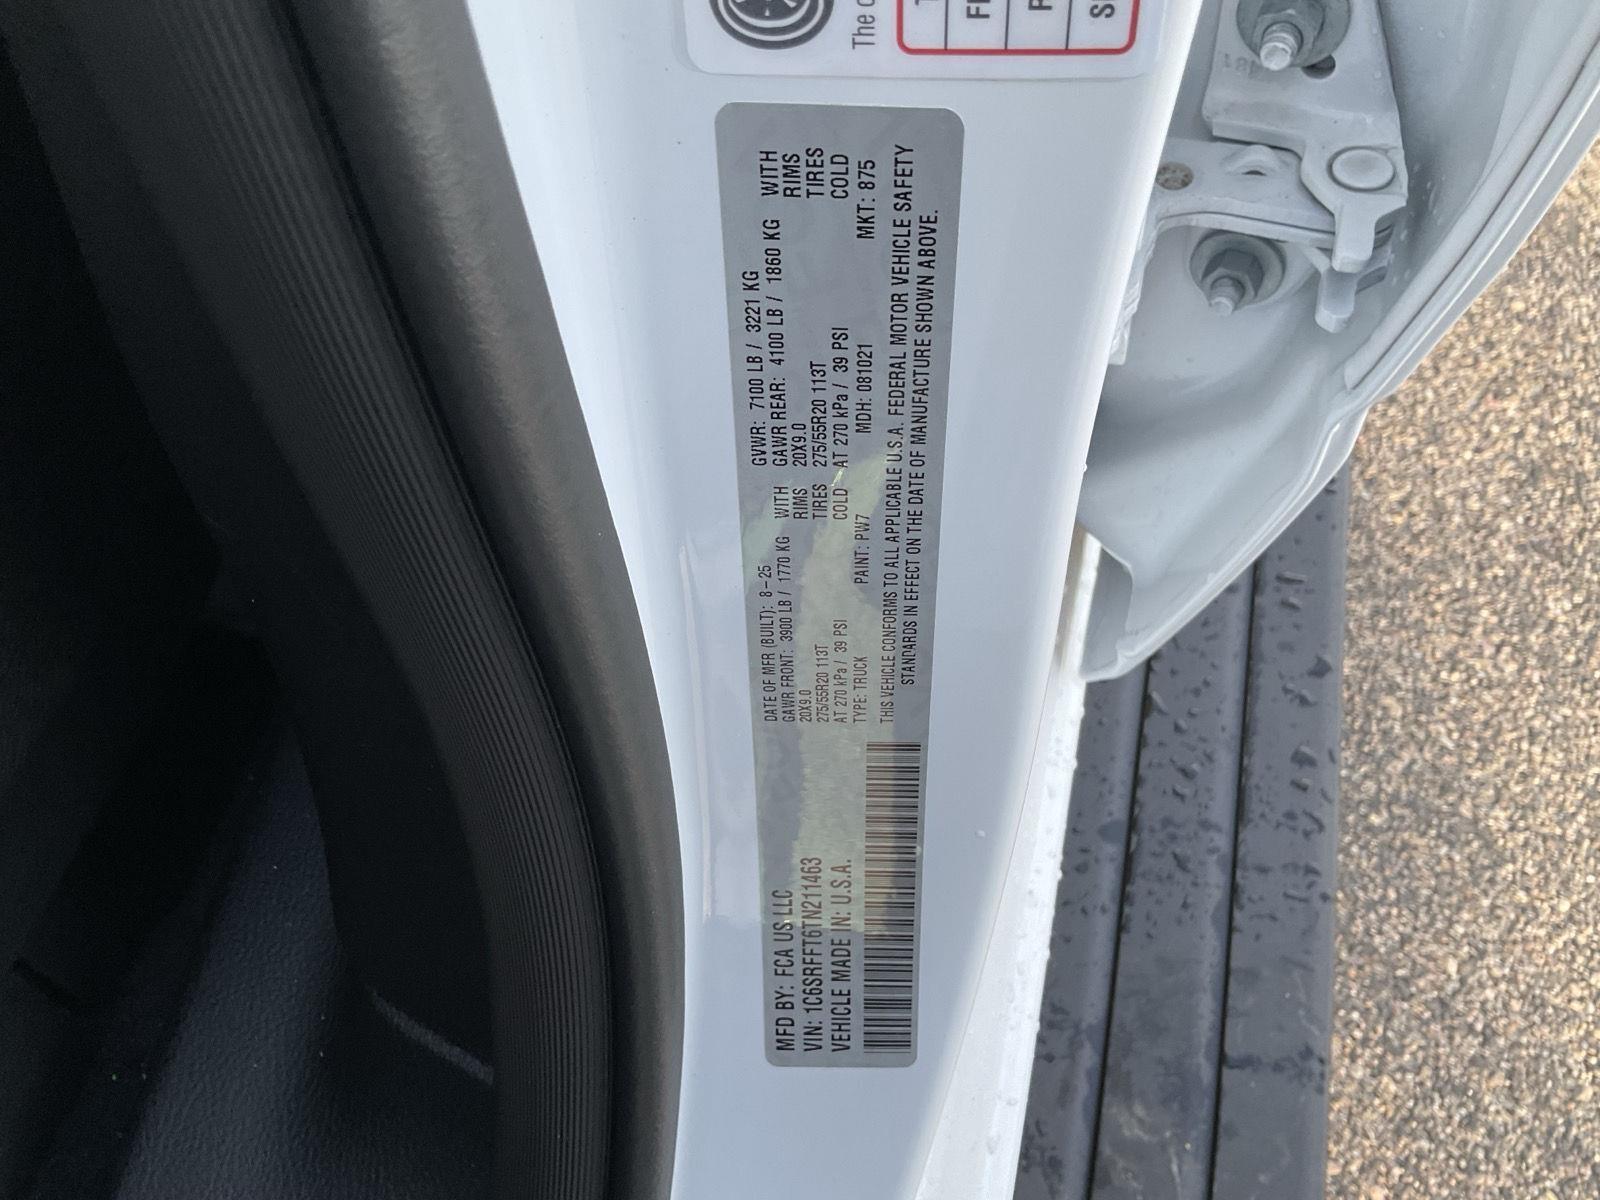 The
MFD BY: FCA US LLC
VIN: 1C6SRFFT6TN211463
VEHICLE MADE IN: U.S.A.
DATE OF MFR (BUILT): 8-25 GVWR: 7100 LB / 3221 KG
GAWR FRONT: 3900 LB / 1770 KG WITH GAWR REAR: 4100 LB / 1860 KG WITH
20X9.0 RIMS 20X9.0 RIMS
275/55R20 113T TIRES 275/55R20 113T TIRES
AT 270 kPa / 39 PSI COLD AT 270 kPa / 39 PSI COLD
TYPE: TRUCK PAINT: PW7 MDH: 081021 MKT: 875
THIS VEHICLE CONFORMS TO ALL APPLICABLE U.S.A. FEDERAL MOTOR VEHICLE SAFETY
STANDARDS IN EFFECT ON THE DATE OF MANUFACTURE SHOWN ABOVE.